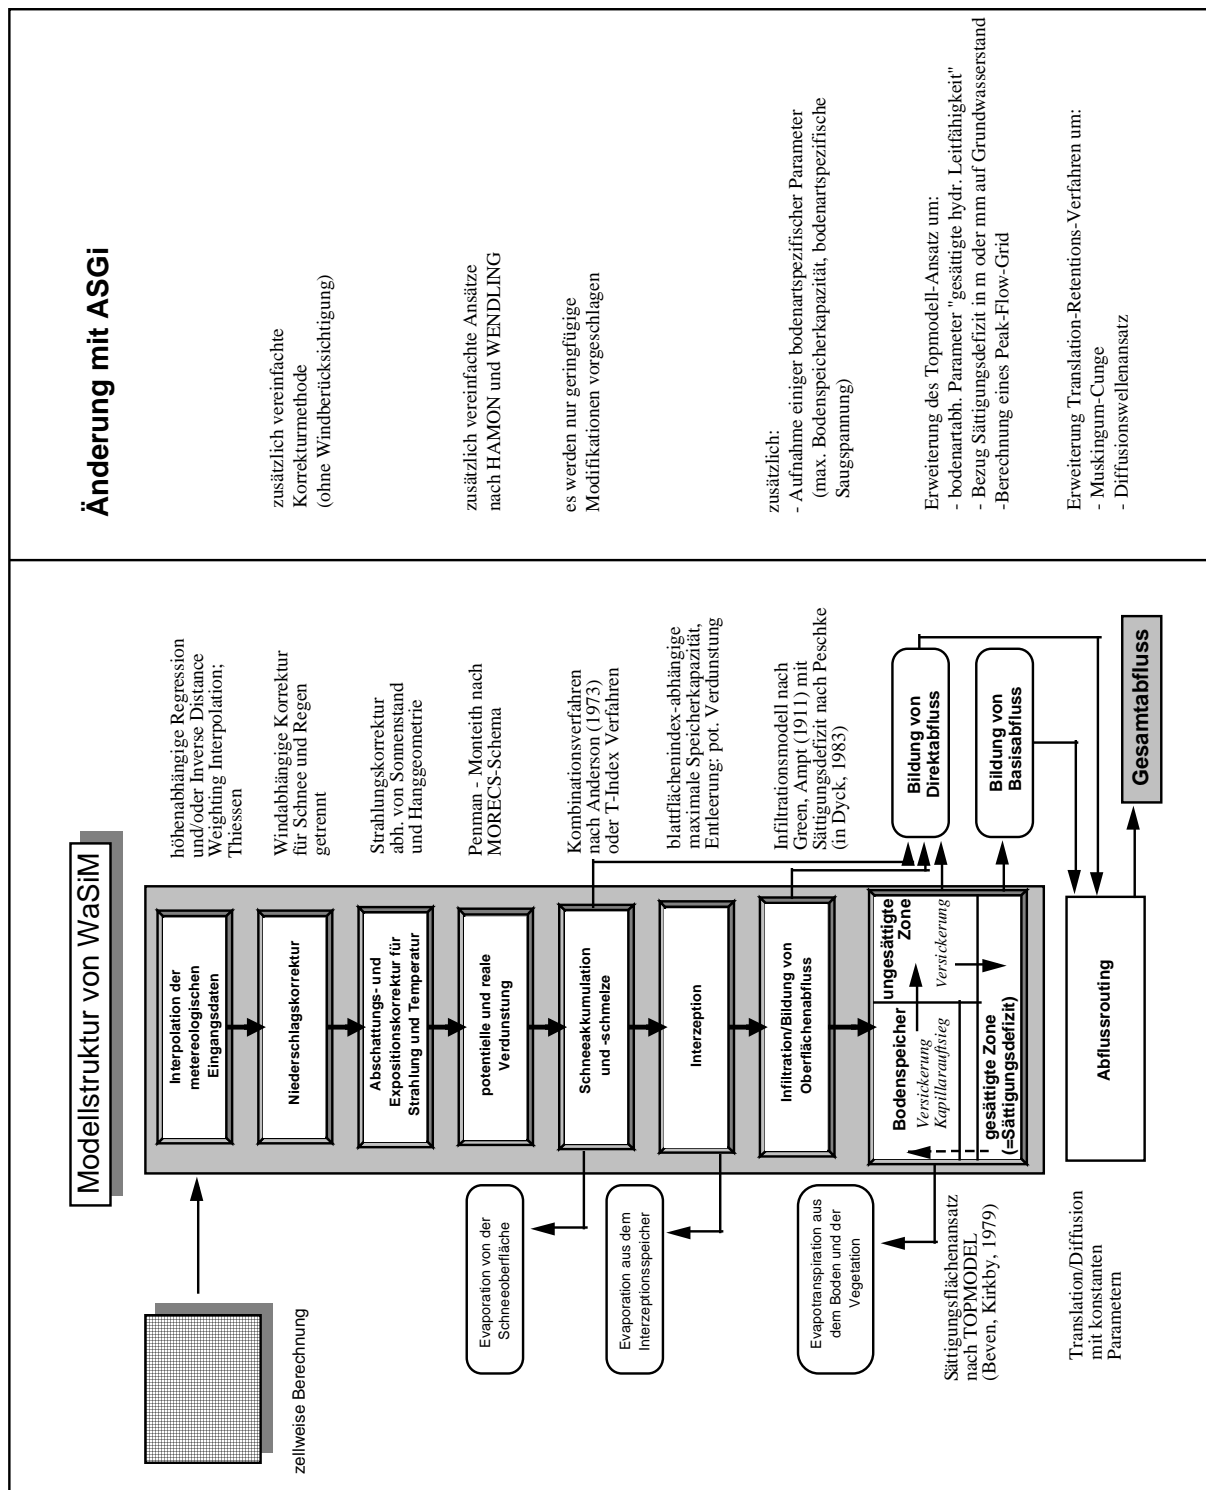 Modellstruktur von WaSiM
Änderung mit ASGi
zellweise Berechnung
Interpolation der
metereologischen
Eingangsdaten
höhenabhängige Regression
und/oder Inverse Distance
Weighting Interpolation;
Thiessen
Niederschlagskorrektur
Windabhängige Korrektur
für Schnee und Regen
getrennt
zusätzlich vereinfachte
Korrekturmethode
(ohne Windberücksichtigung)
Abschattungs- und
Expositionskorrektur für
Strahlung und Temperatur
Strahlungskorrektur
abh. von Sonnenstand
und Hanggeometrie
potentielle und reale
Verdunstung
Penman - Monteith nach
MORECS-Schema
zusätzlich vereinfachte Ansätze
nach HAMON und WENDLING
Evaporation von der
Schneeoberfläche
Schneeakkumulation
und -schmelze
Kombinationsverfahren
nach Anderson (1973)
oder T-Index Verfahren
es werden nur geringfügige
Modifikationen vorgeschlagen
Evaporation aus dem
Interzeptionsspeicher
Interzeption
blattflächenindex-abhängige
maximale Speicherkapazität,
Entleerung: pot. Verdunstung
Infiltration/Bildung von
Oberflächenabfluss
Infiltrationsmodell nach
Green, Ampt (1911) mit
Sättigungsdefizit nach Peschke
(in Dyck, 1983)
zusätzlich:
- Aufnahme einiger bodenartspezifischer Parameter
(max. Bodenspeicherkapazität, bodenartspezifische
Saugspannung)
Evapotranspiration aus
dem Boden und der
Vegetation
Bodenspeicher
Versickerung
Kapillarauftsieg
ungesättigte
Zone
Versickerung
gesättigte Zone
(=Sättigungsdefizit)
Bildung von
Direktabfluss
Bildung von
Basisabfluss
Sättigungsflächenansatz
nach TOPMODEL
(Beven, Kirkby, 1979)
Erweiterung des Topmodell-Ansatz um:
- bodenartabh. Parameter "gesättigte hydr. Leitfähigkeit"
- Bezug Sättigungsdefizit in m oder mm auf Grundwasserstand
-Berechnung eines Peak-Flow-Grid
Translation/Diffusion
mit konstanten
Parametern
Abflussrouting
Gesamtabfluss
Erweiterung Translation-Retentions-Verfahren um:
- Muskingum-Cunge
- Diffusionswellenansatz